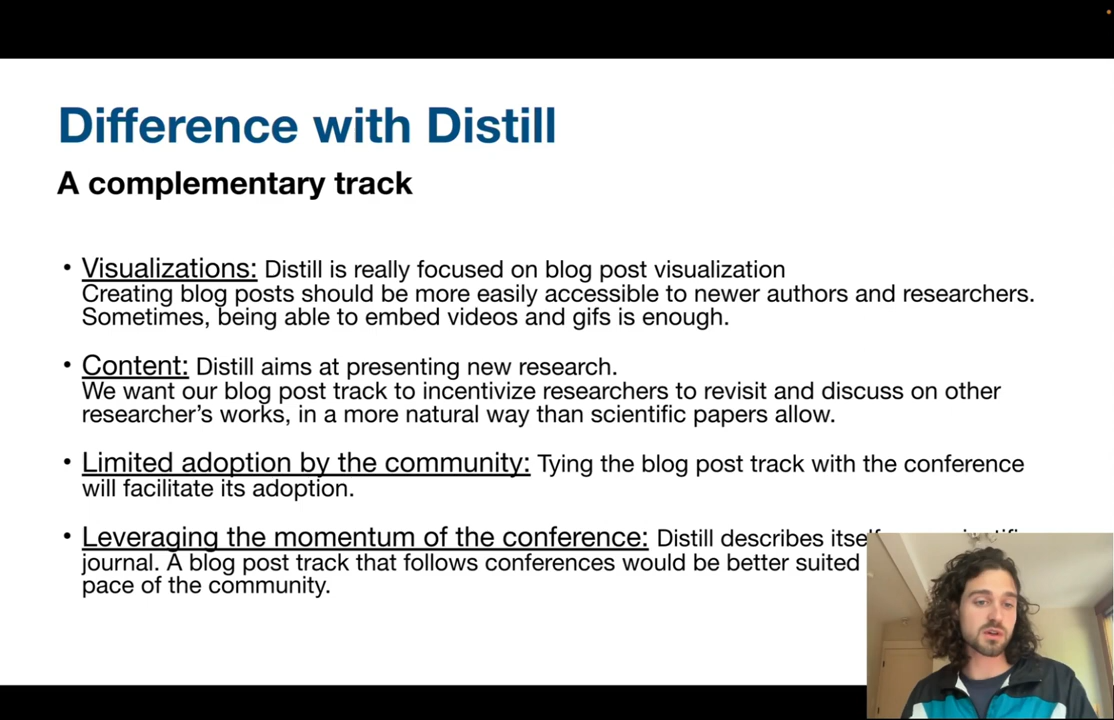 Difference with Distill
A complementary track
• Visualizations: Distill is really focused on blog post visualization
Creating blog posts should be more easily accessible to newer authors and researchers.
Sometimes, being able to embed videos and gifs is enough.
• Content: Distill aims at presenting new research.
We want our blog post track to incentivize researchers to revisit and discuss on other
researcher’s works, in a more natural way than scientific papers allow.
• Limited adoption by the community: Tying the blog post track with the conference
will facilitate its adoption.
• Leveraging the momentum of the conference: Distill describes
journal. A blog post track that follows conferences would be better suited
pace of the community.